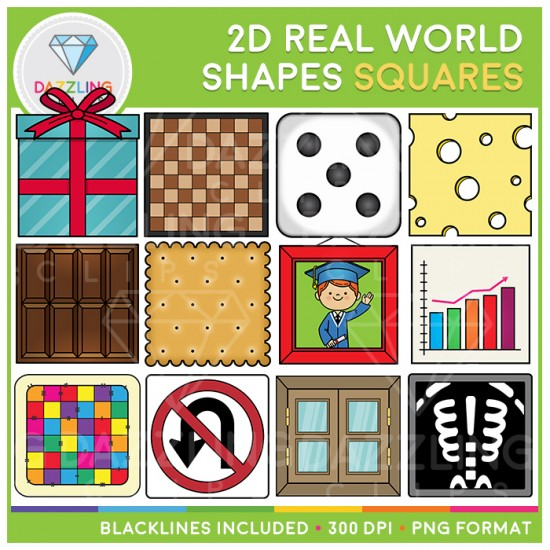 2D REAL WORLD
SHAPES SQUARES
DAZZLING
BLACKLINES INCLUDED • 300 DPI • PNG FORMAT